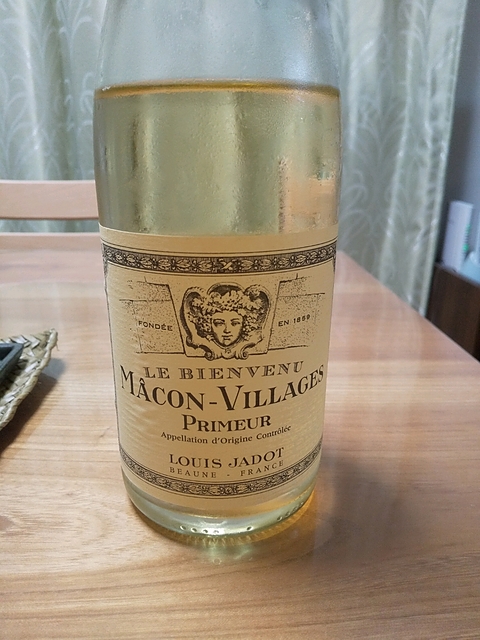 FONDÉE EN 1859
LE BIENVENU
MÂCON-VILLAGES
PRIMEUR
Appellation d'Origine Contrôlée
LOUIS JADOT
BEAUNE - FRANCE